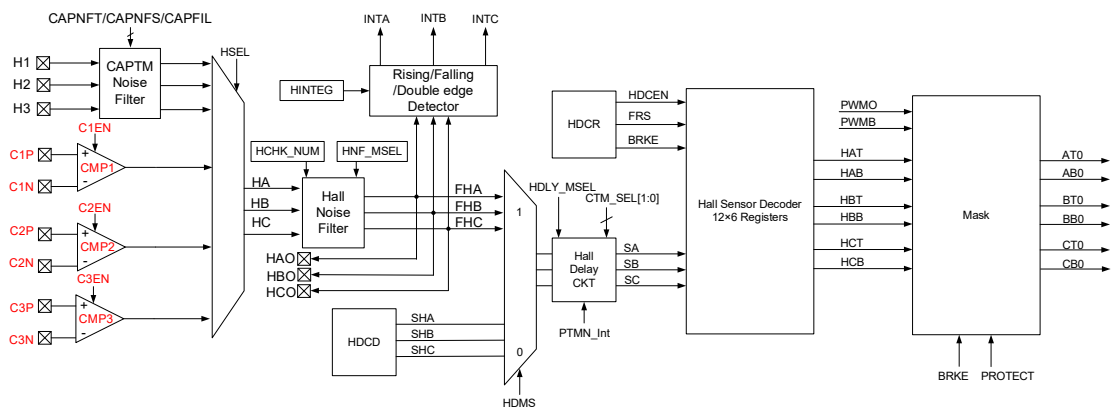 CAPNFT/CAPNFS/CAPFIL
H1
H2
H3
CAPTM
Noise
Filter
HSEL
C1EN
C1P
C1N
+
CMP1
-
C2EN
C2P
C2N
+
CMP2
-
C3EN
C3P
C3N
+
CMP3
-
INTA
INTB
INTC
HINTEG
Rising/Falling
/Double edge
Detector
HCHK_NUM
HNF_MSEL
HA
HB
HC
Hall
Noise
Filter
FHA
FHB
FHC
HAO
HBO
HCO
HDCD
SHA
SHB
SHC
1
0
HDMS
HDLY_MSEL
CTM_SEL[1:0]
Hall
Delay
CKT
PTMN_Int
SA
SB
SC
HDCR
HDCEN
FRS
BRKE
Hall Sensor Decoder
12×6 Registers
PWMO
PWMB
HAT
HAB
HBT
HBB
HCT
HCB
Mask
AT0
AB0
BT0
BB0
CT0
CB0
BRKE
PROTECT